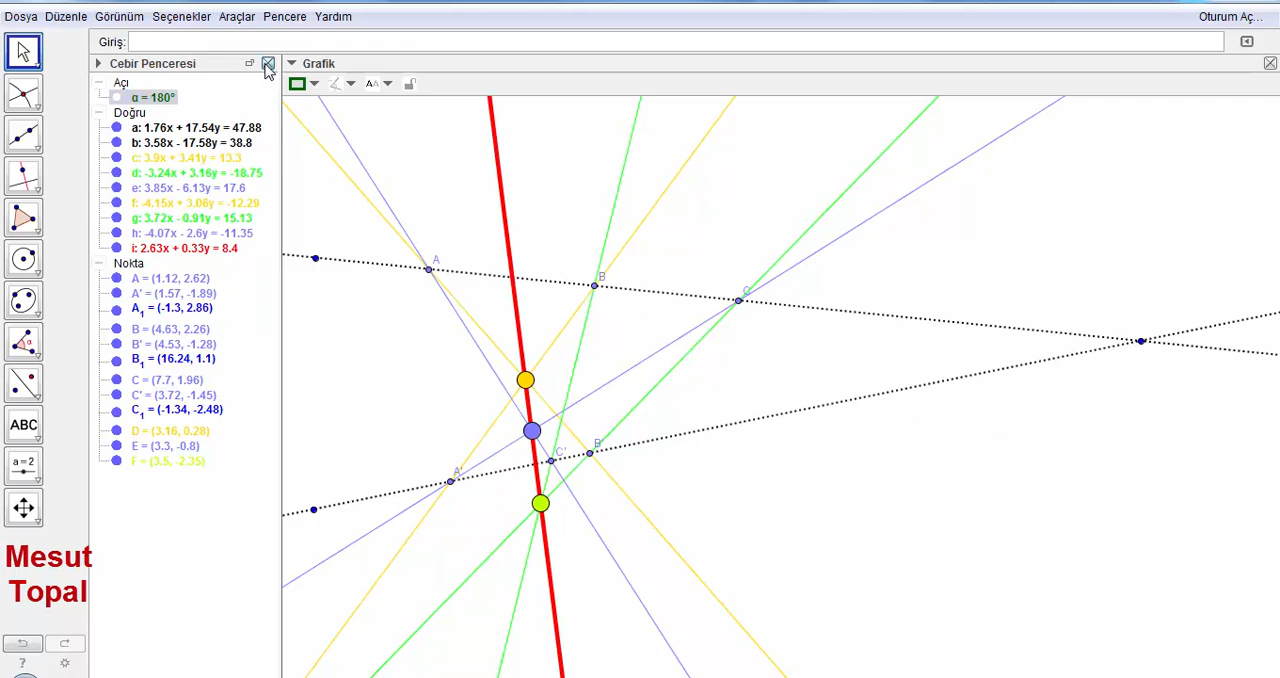 Dosya Düzenle Görünüm Seçenekler Araçlar Pencere Yardım Oturum Aç...
Giriş:
Cebir Penceresi
Grafik
Açı
α = 180°
Doğru
a: 1.76x + 17.54y = 47.88
b: 3.58x - 17.58y = 38.8
c: 3.9x + 3.41y = 13.3
d: -3.24x + 3.16y = -18.75
e: 3.85x - 6.13y = 17.6
f: -4.15x + 3.06y = -12.29
g: 3.72x - 0.91y = 15.13
h: -4.07x - 2.6y = -11.35
i: 2.63x + 0.33y = 8.4
Nokta
A = (1.12, 2.62)
A' = (1.57, -1.89)
A₁ = (-1.3, 2.86)
B = (4.63, 2.26)
B' = (4.53, -1.28)
B₁ = (16.24, 1.1)
C = (7.7, 1.96)
C' = (3.72, -1.45)
C₁ = (-1.34, -2.48)
D = (3.16, 0.28)
E = (3.3, -0.8)
F = (3.5, -2.35)
AA
α
ABC
a=2
Mesut
Topal
?
A
B
C
A'
C'
B'